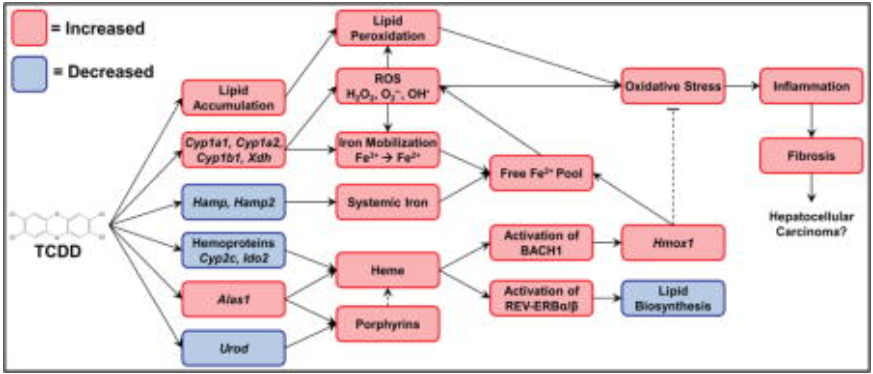 = Increased
= Decreased
Lipid
Peroxidation
Lipid
Accumulation
ROS
H₂O₂, O₂⁻, OH•
Oxidative Stress
Inflammation
Cyp1a1, Cyp1a2,
Cyp1b1, Xdh
Iron Mobilization
Fe³⁺ → Fe²⁺
Fibrosis
Free Fe²⁺ Pool
Hamp, Hamp2
Systemic Iron
Hepatocellular
Carcinoma?
TCDD
Hemoproteins
Cyp2c, Ido2
Heme
Activation of
BACH1
Hmox1
Alas1
Activation of
REV-ERBα/β
Lipid
Biosynthesis
Porphyrins
Urod